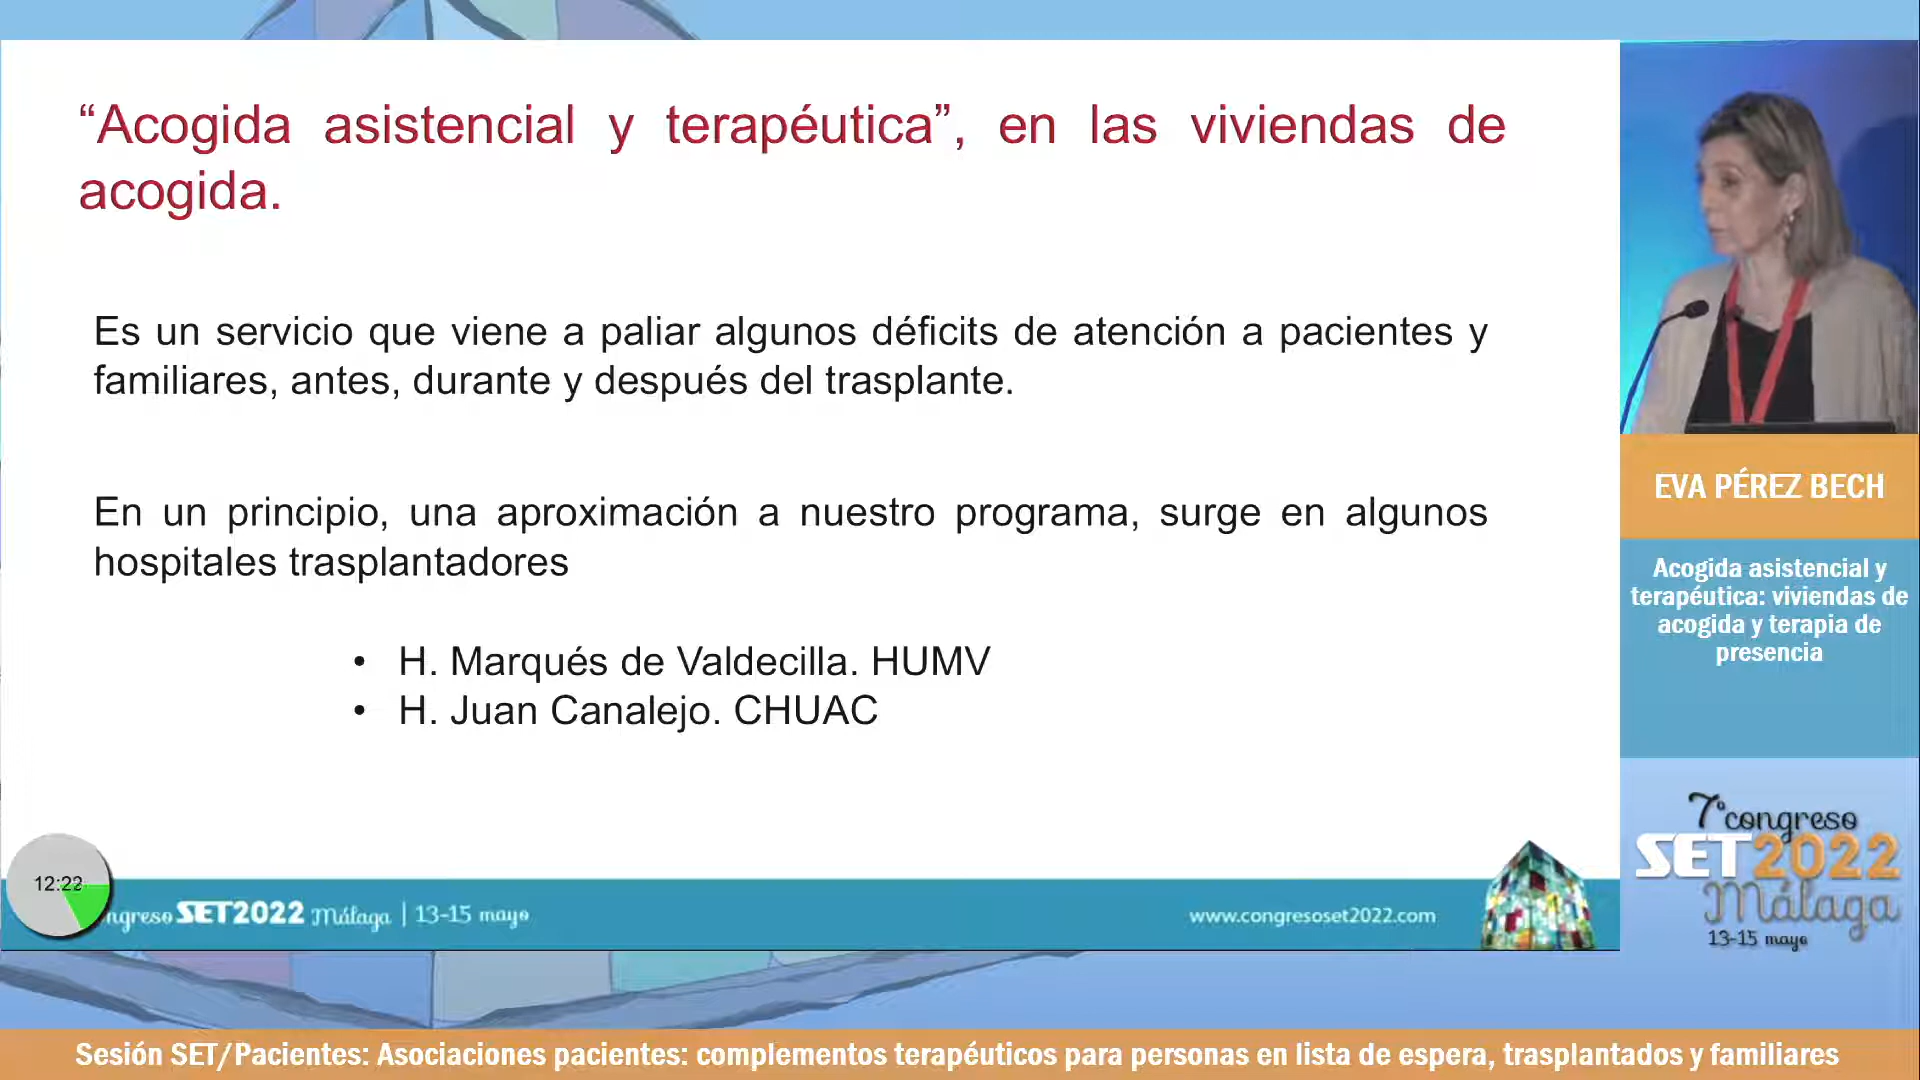 “Acogida asistencial y terapéutica”, en las viviendas de
acogida.
Es un servicio que viene a paliar algunos déficits de atención a pacientes y
familiares, antes, durante y después del trasplante.
En un principio, una aproximación a nuestro programa, surge en algunos
hospitales trasplantadores
• H. Marqués de Valdecilla. HUMV
• H. Juan Canalejo. CHUAC
12:22
ngreso SET2022 Málaga | 13-15 mayo
www.congresoset2022.com
EVA PÉREZ BECH
Acogida asistencial y
terapéutica: viviendas de
acogida y terapia de
presencia
7º congreso
SET2022
Málaga
13-15 mayo
Sesión SET/Pacientes: Asociaciones pacientes: complementos terapéuticos para personas en lista de espera, trasplantados y familiares